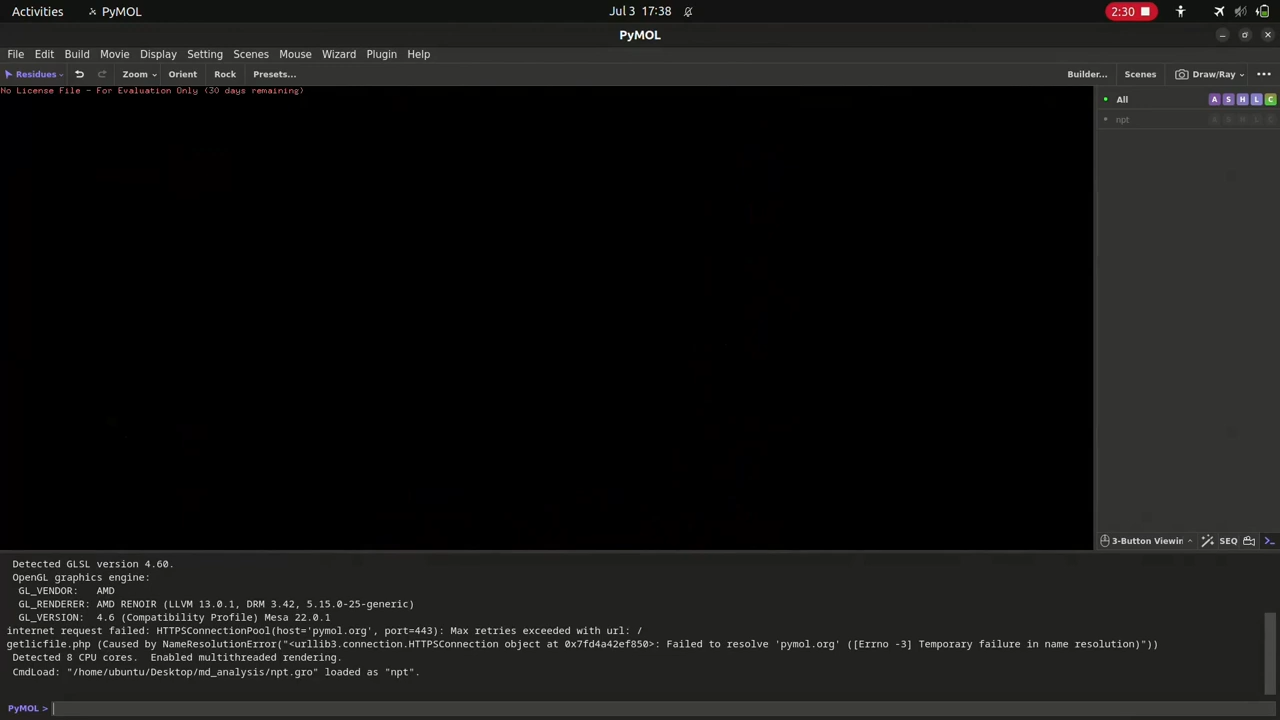 Activities PyMOL Jul 3 17:38 2:30
PyMOL
File Edit Build Movie Display Setting Scenes Mouse Wizard Plugin Help
Residues Zoom Orient Rock Presets... Builder... Scenes Draw/Ray
No License File - For Evaluation Only (30 days remaining)
All A S H L C
npt A S H L C
3-Button Viewin SEQ
Detected GLSL version 4.60.
OpenGL graphics engine:
GL_VENDOR: AMD
GL_RENDERER: AMD RENOIR (LLVM 13.0.1, DRM 3.42, 5.15.0-25-generic)
GL_VERSION: 4.6 (Compatibility Profile) Mesa 22.0.1
internet request failed: HTTPSConnectionPool(host='pymol.org', port=443): Max retries exceeded with url: /
getlicfile.php (Caused by NameResolutionError("<urllib3.connection.HTTPSConnection object at 0x7fd4a42ef850>: Failed to resolve 'pymol.org' ([Errno -3] Temporary failure in name resolution)"))
Detected 8 CPU cores. Enabled multithreaded rendering.
CmdLoad: "/home/ubuntu/Desktop/md_analysis/npt.gro" loaded as "npt".
PyMOL >